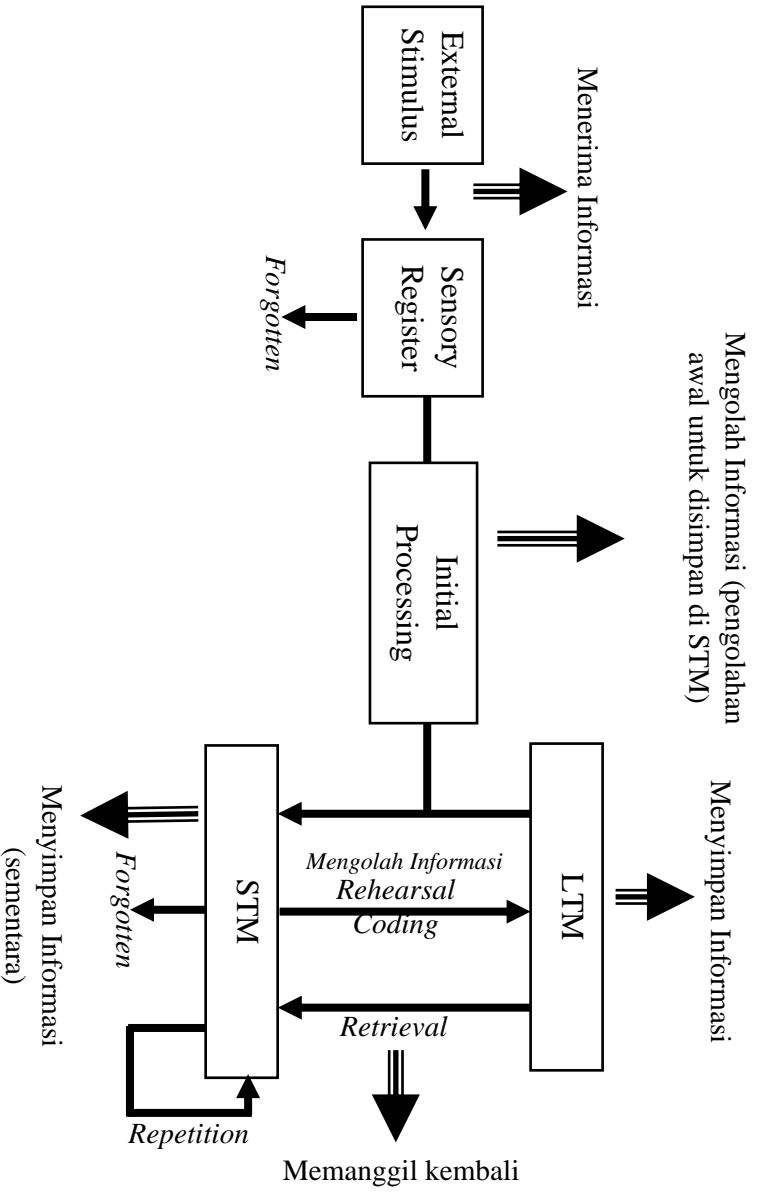 Menerima Informasi
External
Stimulus
Sensory
Register
Forgotten
Mengolah Informasi (pengolahan
awal untuk disimpan di STM)
Initial
Processing
Menyimpan Informasi
LTM
Mengolah Informasi
Rehearsal
Coding
Retrieval
STM
Forgotten
Menyimpan Informasi
(sementara)
Repetition
Memanggil kembali